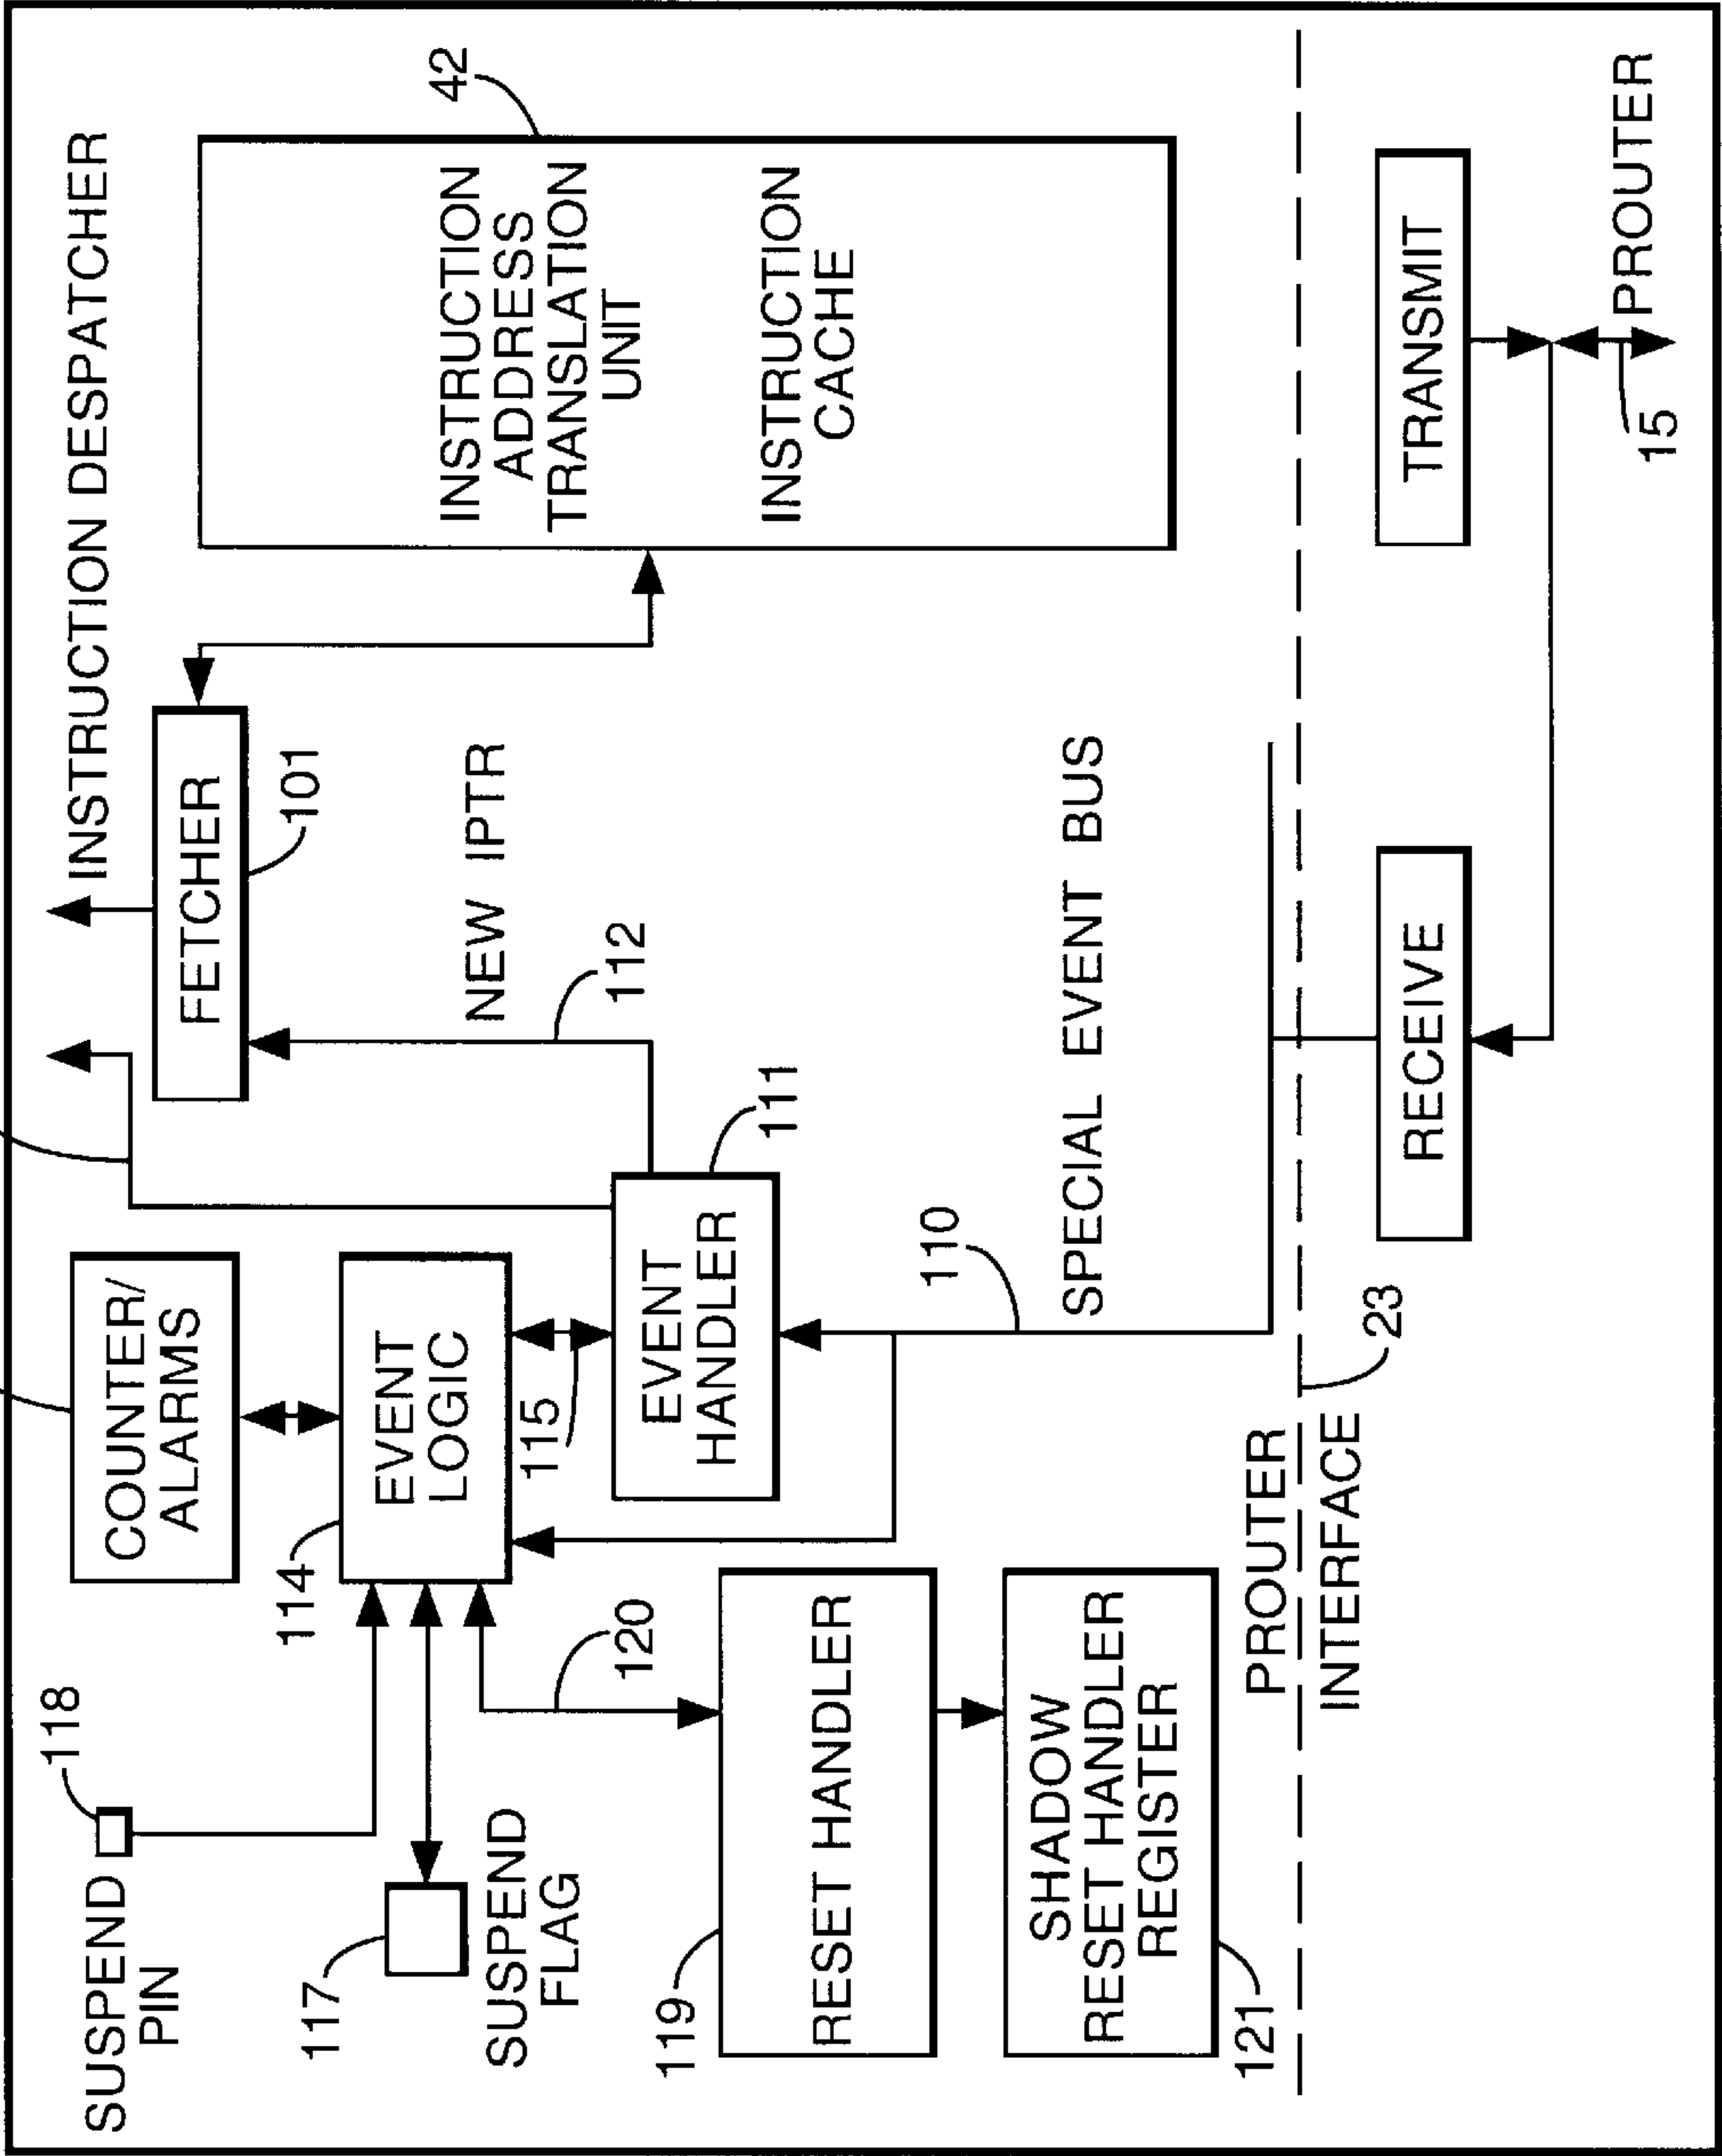 SUSPEND
PIN
118
117
SUSPEND
FLAG
COUNTER/
ALARMS
114
EVENT
LOGIC
115
EVENT
HANDLER
111
INSTRUCTION DESPATCHER
FETCHER
101
NEW IPTR
112
42
INSTRUCTION
ADDRESS
TRANSLATION
UNIT
INSTRUCTION
CACHE
120
119
RESET HANDLER
SHADOW
RESET HANDLER
REGISTER
121
110
SPECIAL EVENT BUS
PROUTER
INTERFACE
23
RECEIVE
TRANSMIT
15
PROUTER